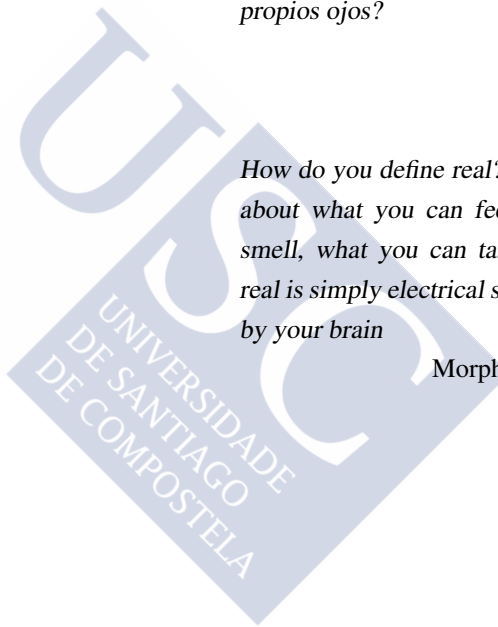 propios ojos?
How do you define real?
about what you can fee
smell, what you can ta
real is simply electrical s
by your brain
Morph
USC
UNIVERSIDADE
DE SANTIAGO
DE COMPOSTELA